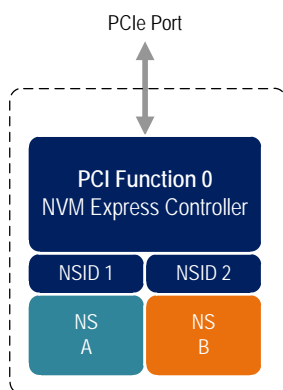 PCIe Port
PCI Function 0
NVM Express Controller
NSID 1
NSID 2
NS
A
NS
B